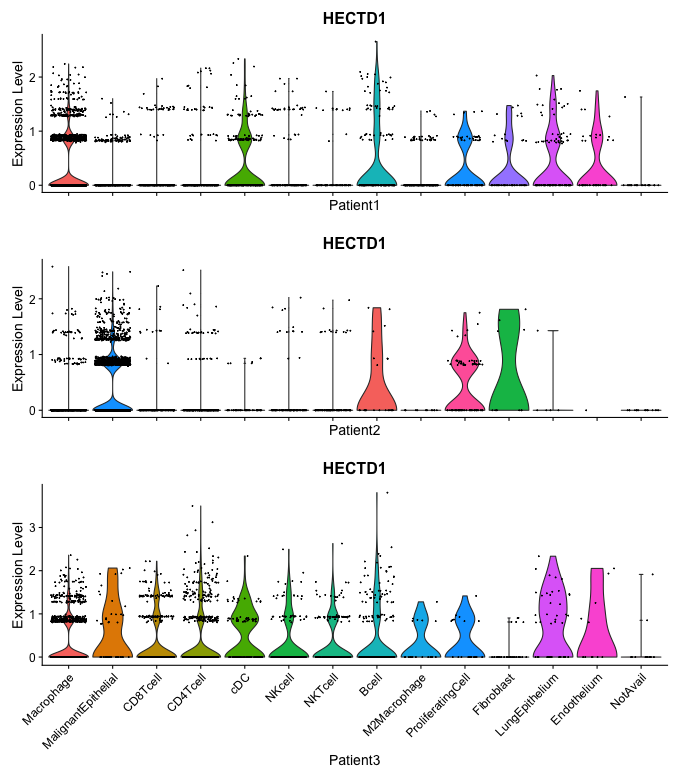 HECTD1
Expression Level
2
1
0
Patient1
HECTD1
Expression Level
2
1
0
Patient2
HECTD1
Expression Level
3
2
1
0
Macrophage
MalignantEpithelial
CD8Tcell
CD4Tcell
cDC
NKcell
NKTcell
Bcell
M2Macrophage
ProliferatingCell
Fibroblast
LungEpithelium
Endothelium
NotAvail
Patient3